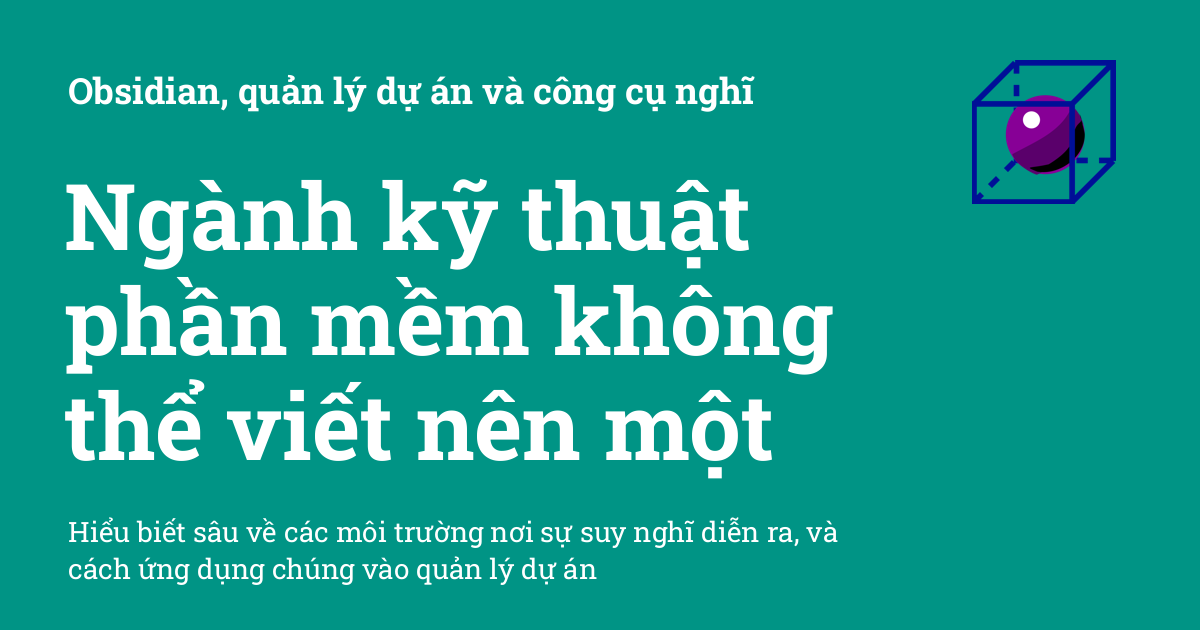 Obsidian, quản lý dự án và công cụ nghĩ
Ngành kỹ thuật
phần mềm không
thể viết nên một
Hiểu biết sâu về các môi trường nơi sự suy nghĩ diễn ra, và
cách ứng dụng chúng vào quản lý dự án